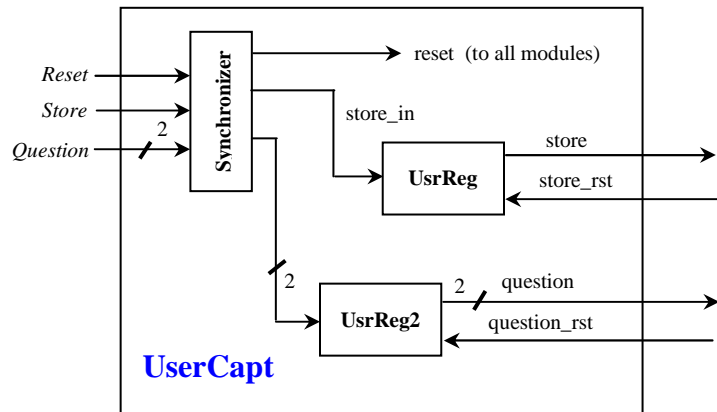 reset (to all modules)
Reset
Store
Question
2
Synchronizer
store_in
store
UsrReg
store_rst
2
2
question
UsrReg2
question_rst
UserCapt